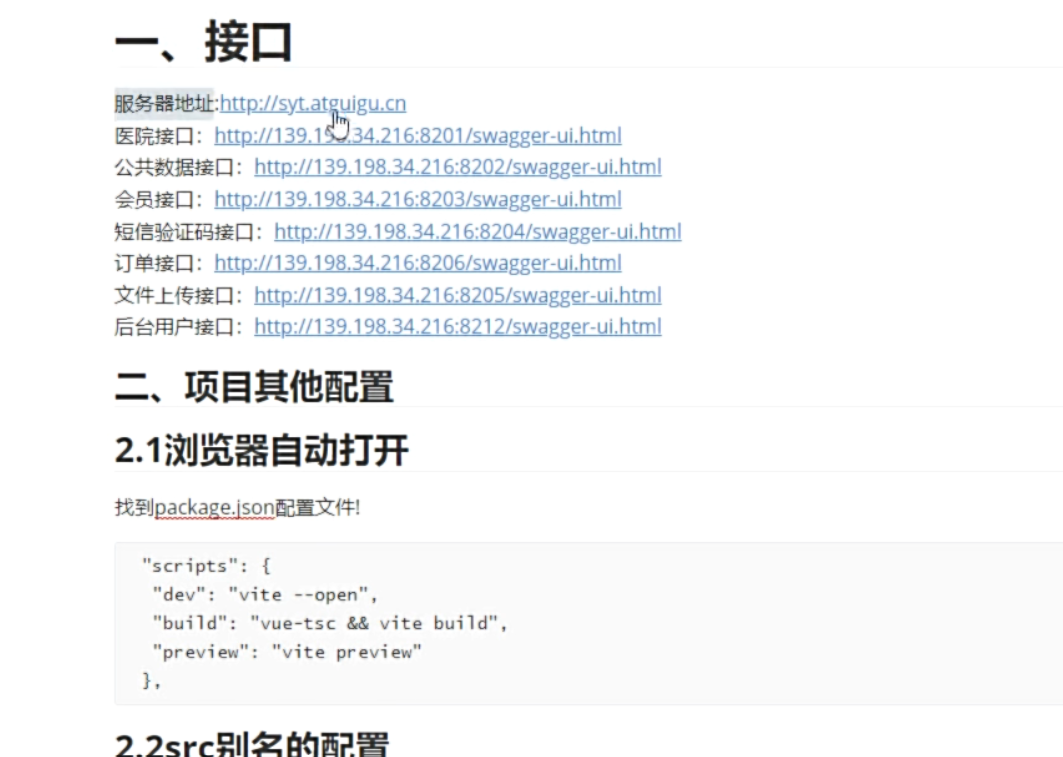 一、接口
服务器地址:http://syt.atguigu.cn
医院接口：http://139.198.34.216:8201/swagger-ui.html
公共数据接口：http://139.198.34.216:8202/swagger-ui.html
会员接口：http://139.198.34.216:8203/swagger-ui.html
短信验证码接口：http://139.198.34.216:8204/swagger-ui.html
订单接口：http://139.198.34.216:8206/swagger-ui.html
文件上传接口：http://139.198.34.216:8205/swagger-ui.html
后台用户接口：http://139.198.34.216:8212/swagger-ui.html
二、项目其他配置
2.1浏览器自动打开
找到package.json配置文件!
"scripts": {
"dev": "vite --open",
"build": "vue-tsc && vite build",
"preview": "vite preview"
},
2.2src别名的配置